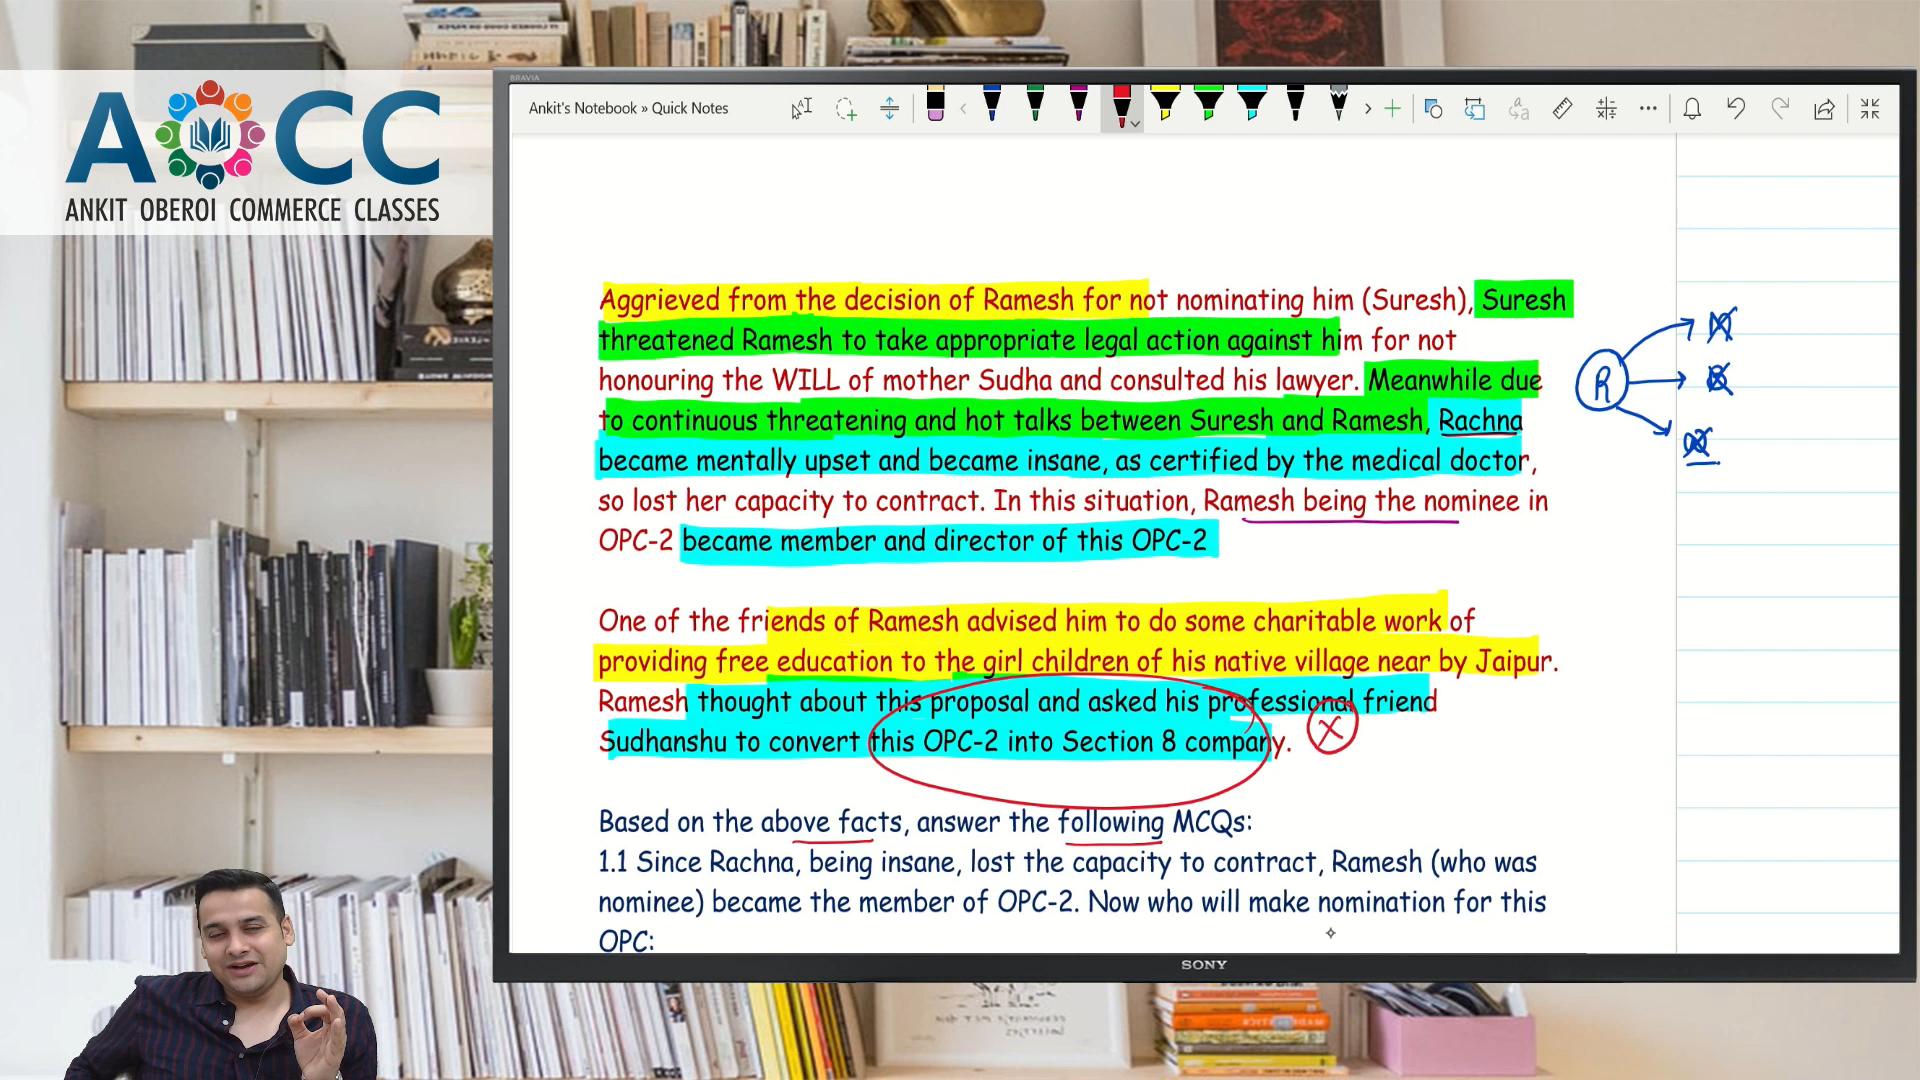 AOCC
ANKIT OBEROI COMMERCE CLASSES
BRAVIA
Ankit's Notebook » Quick Notes
Aggrieved from the decision of Ramesh for not nominating him (Suresh), Suresh
threatened Ramesh to take appropriate legal action against him for not
honouring the WILL of mother Sudha and consulted his lawyer. Meanwhile due
to continuous threatening and hot talks between Suresh and Ramesh, Rachna
became mentally upset and became insane, as certified by the medical doctor,
so lost her capacity to contract. In this situation, Ramesh being the nominee in
OPC-2 became member and director of this OPC-2
R
One of the friends of Ramesh advised him to do some charitable work of
providing free education to the girl children of his native village near by Jaipur.
Ramesh thought about this proposal and asked his professional friend
Sudhanshu to convert this OPC-2 into Section 8 company.
X
Based on the above facts, answer the following MCQs:
1.1 Since Rachna, being insane, lost the capacity to contract, Ramesh (who was
nominee) became the member of OPC-2. Now who will make nomination for this
OPC:
SONY